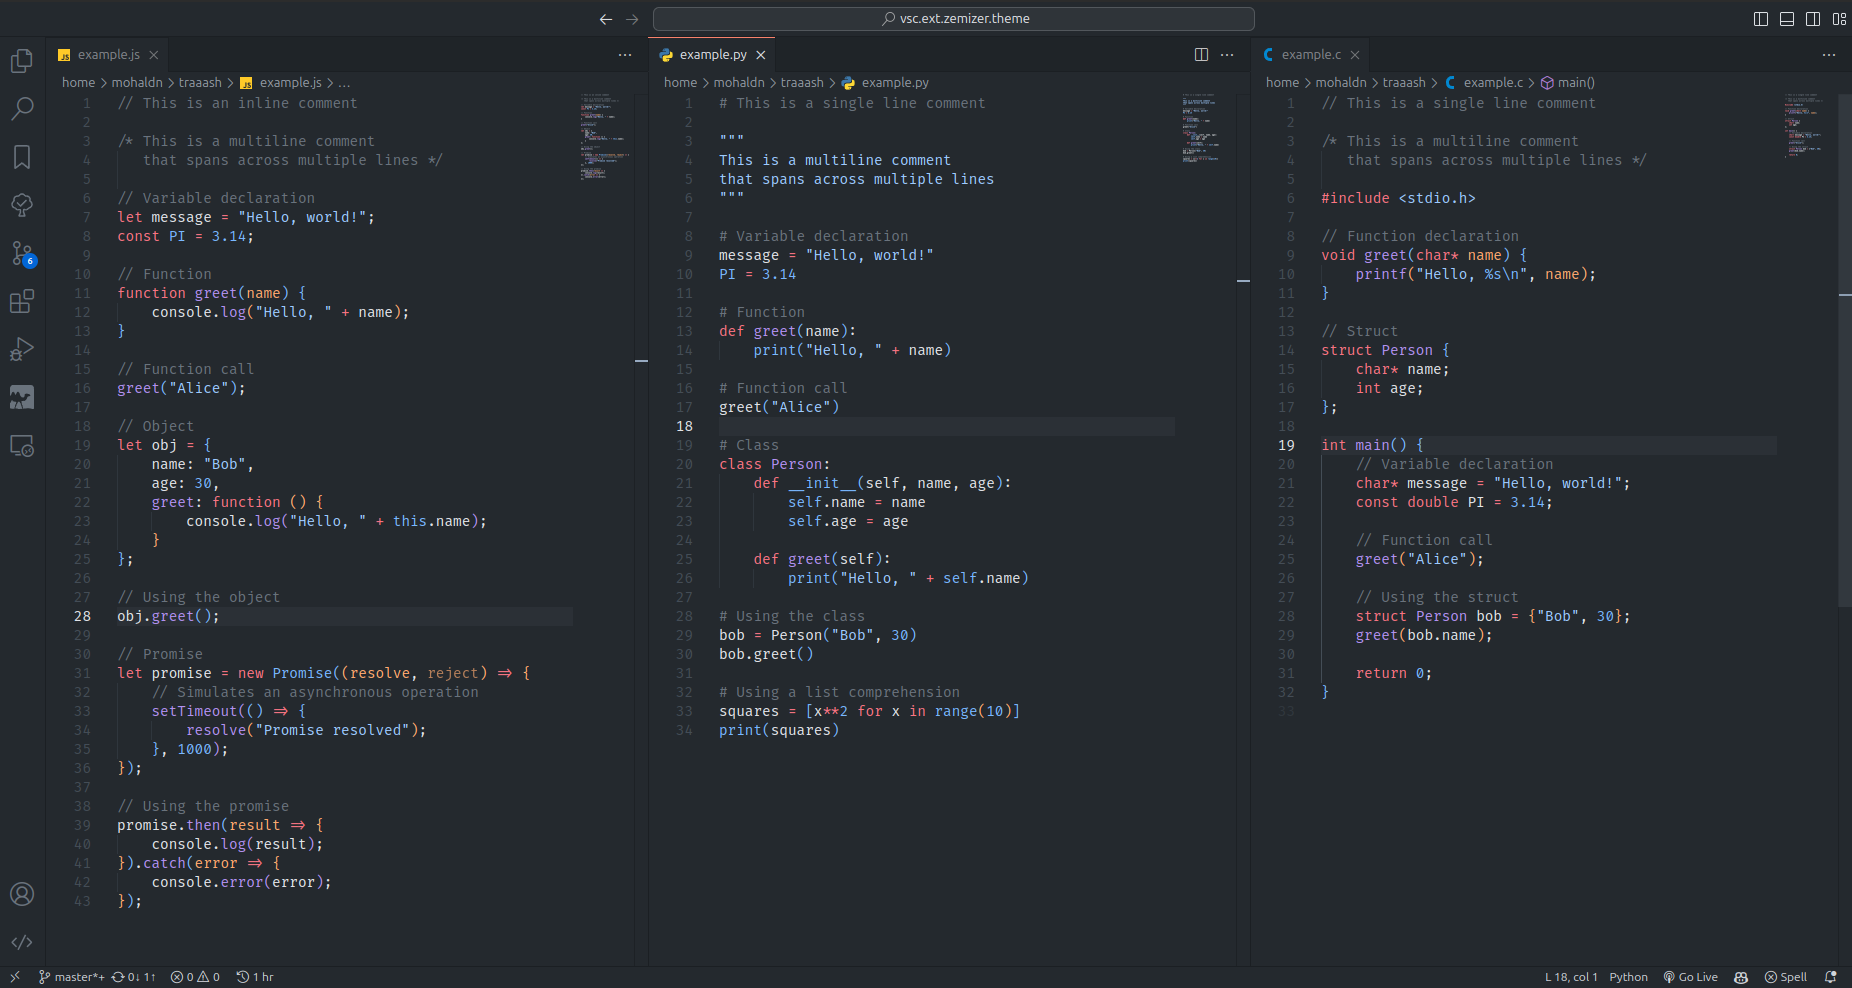 vsc.ext.zemizer.theme
example.js
home > mohaldn > traaash > example.js > ...
1 // This is an inline comment
2
3 /* This is a multiline comment
4    that spans across multiple lines */
5
6 // Variable declaration
7 let message = "Hello, world!";
8 const PI = 3.14;
9
10 // Function
11 function greet(name) {
12     console.log("Hello, " + name);
13 }
14
15 // Function call
16 greet("Alice");
17
18 // Object
19 let obj = {
20     name: "Bob",
21     age: 30,
22     greet: function () {
23         console.log("Hello, " + this.name);
24     }
25 };
26
27 // Using the object
28 obj.greet();
29
30 // Promise
31 let promise = new Promise((resolve, reject) => {
32     // Simulates an asynchronous operation
33     setTimeout(() => {
34         resolve("Promise resolved");
35     }, 1000);
36 });
37
38 // Using the promise
39 promise.then(result => {
40     console.log(result);
41 }).catch(error => {
42     console.error(error);
43 });
example.py
home > mohaldn > traaash > example.py
1 # This is a single line comment
2
3 """
4 This is a multiline comment
5 that spans across multiple lines
6 """
7
8 # Variable declaration
9 message = "Hello, world!"
10 PI = 3.14
11
12 # Function
13 def greet(name):
14     print("Hello, " + name)
15
16 # Function call
17 greet("Alice")
18
19 # Class
20 class Person:
21     def __init__(self, name, age):
22         self.name = name
23         self.age = age
24
25     def greet(self):
26         print("Hello, " + self.name)
27
28 # Using the class
29 bob = Person("Bob", 30)
30 bob.greet()
31
32 # Using a list comprehension
33 squares = [x**2 for x in range(10)]
34 print(squares)
example.c
home > mohaldn > traaash > example.c > main()
1 // This is a single line comment
2
3 /* This is a multiline comment
4    that spans across multiple lines */
5
6 #include <stdio.h>
7
8 // Function declaration
9 void greet(char* name) {
10     printf("Hello, %s\n", name);
11 }
12
13 // Struct
14 struct Person {
15     char* name;
16     int age;
17 };
18
19 int main() {
20     // Variable declaration
21     char* message = "Hello, world!";
22     const double PI = 3.14;
23
24     // Function call
25     greet("Alice");
26
27     // Using the struct
28     struct Person bob = {"Bob", 30};
29     greet(bob.name);
30
31     return 0;
32 }
33
6
master*+ 0↓ 1↑ 0 0 1 hr
L 18, col 1 Python Go Live Spell